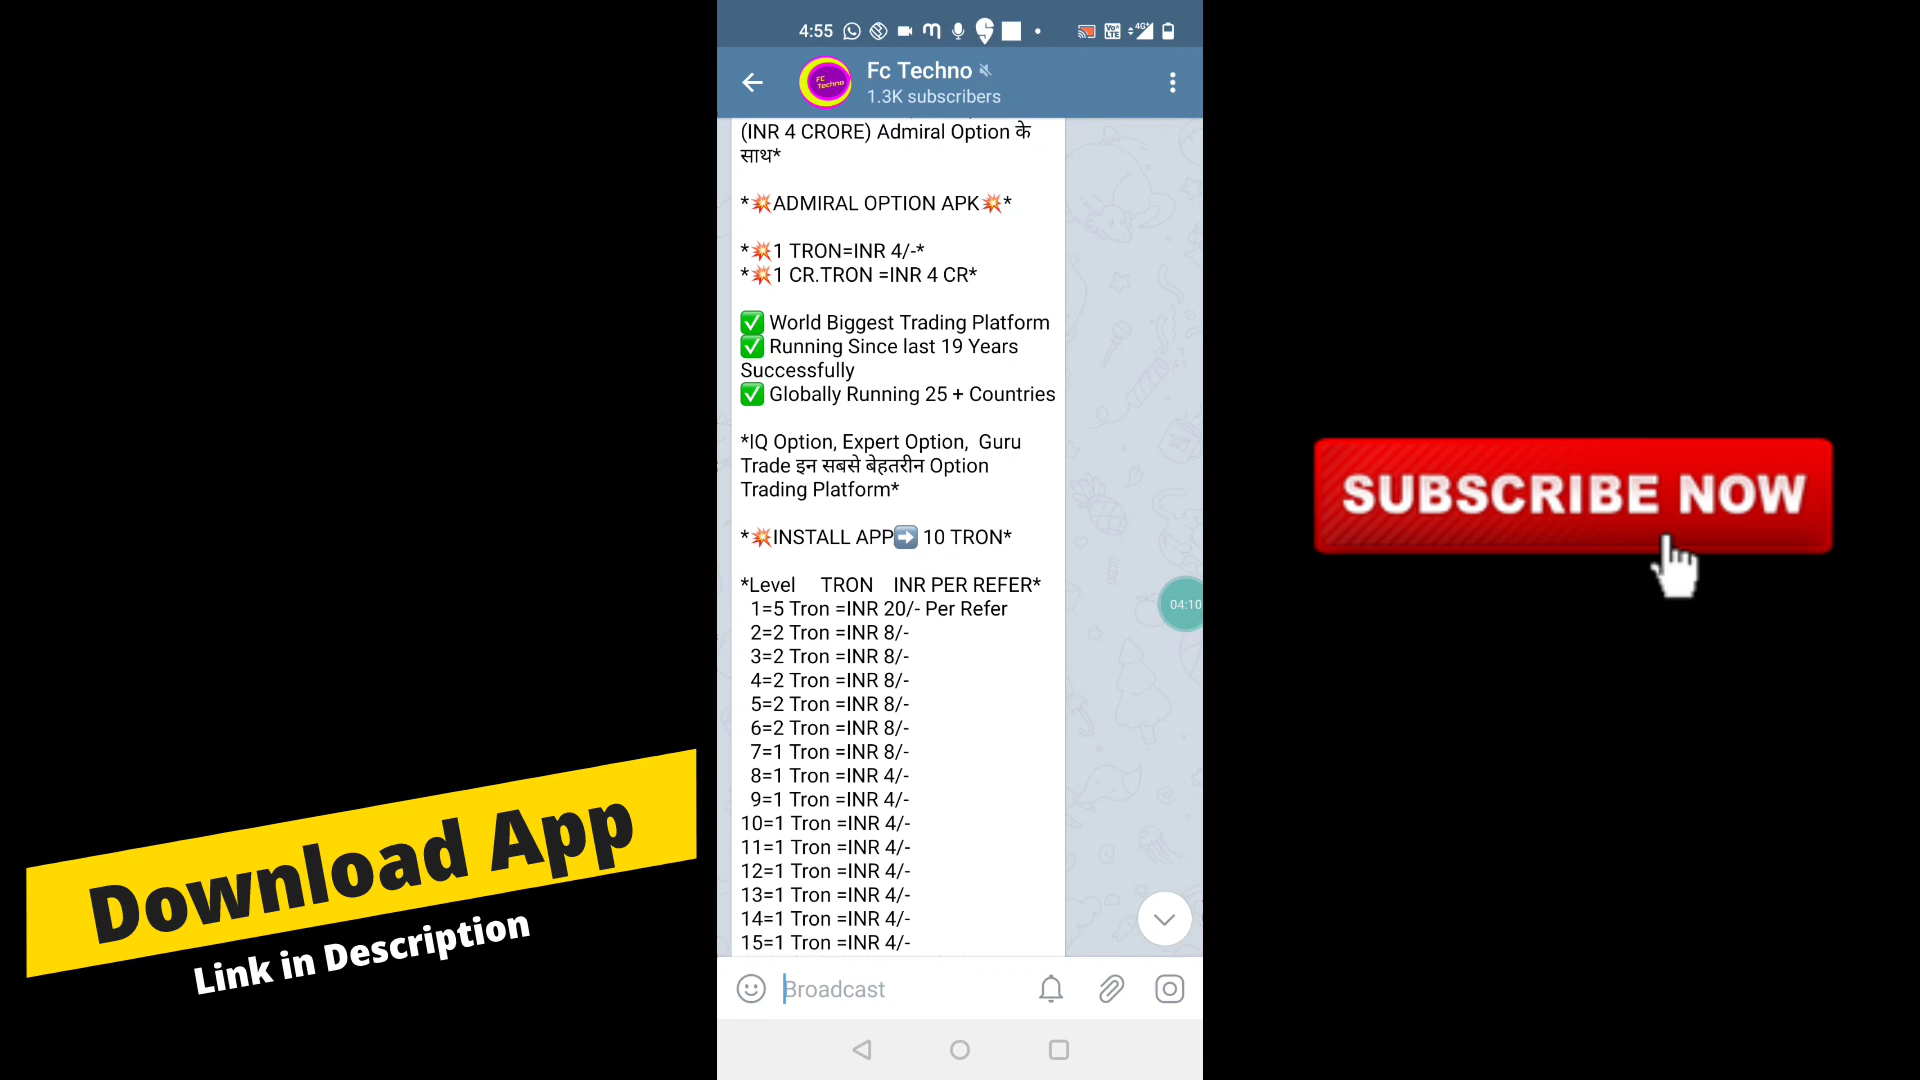 4:55
4G
Vo
LTE
FC
Techno
Fc Techno
1.3K subscribers
(INR 4 CRORE) Admiral Option के
साथ*
*💥ADMIRAL OPTION APK💥*
*💥1 TRON=INR 4/-*
*💥1 CR.TRON =INR 4 CR*
✅ World Biggest Trading Platform
✅ Running Since last 19 Years
Successfully
✅ Globally Running 25 + Countries
*IQ Option, Expert Option,  Guru
Trade इन सबसे बेहतरीन Option
Trading Platform*
*💥INSTALL APP➡️ 10 TRON*
*Level     TRON    INR PER REFER*
1=5 Tron =INR 20/- Per Refer
2=2 Tron =INR 8/-
3=2 Tron =INR 8/-
4=2 Tron =INR 8/-
5=2 Tron =INR 8/-
6=2 Tron =INR 8/-
7=1 Tron =INR 8/-
8=1 Tron =INR 4/-
9=1 Tron =INR 4/-
10=1 Tron =INR 4/-
11=1 Tron =INR 4/-
12=1 Tron =INR 4/-
13=1 Tron =INR 4/-
14=1 Tron =INR 4/-
15=1 Tron =INR 4/-
Broadcast
04:10
SUBSCRIBE NOW
Download App
Link in Description